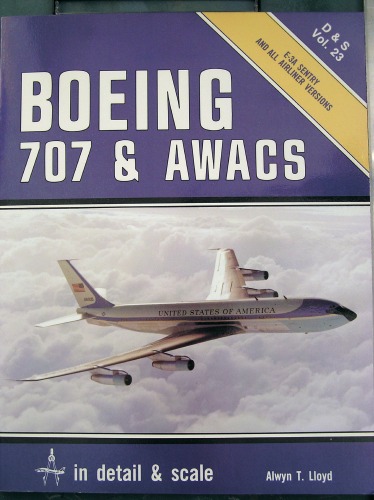 D & S
Vol. 23
E-3A SENTRY
AND ALL AIRLINER VERSIONS
BOEING
707 & AWACS
UNITED STATES OF AMERICA
in detail & scale
Alwyn T. Lloyd